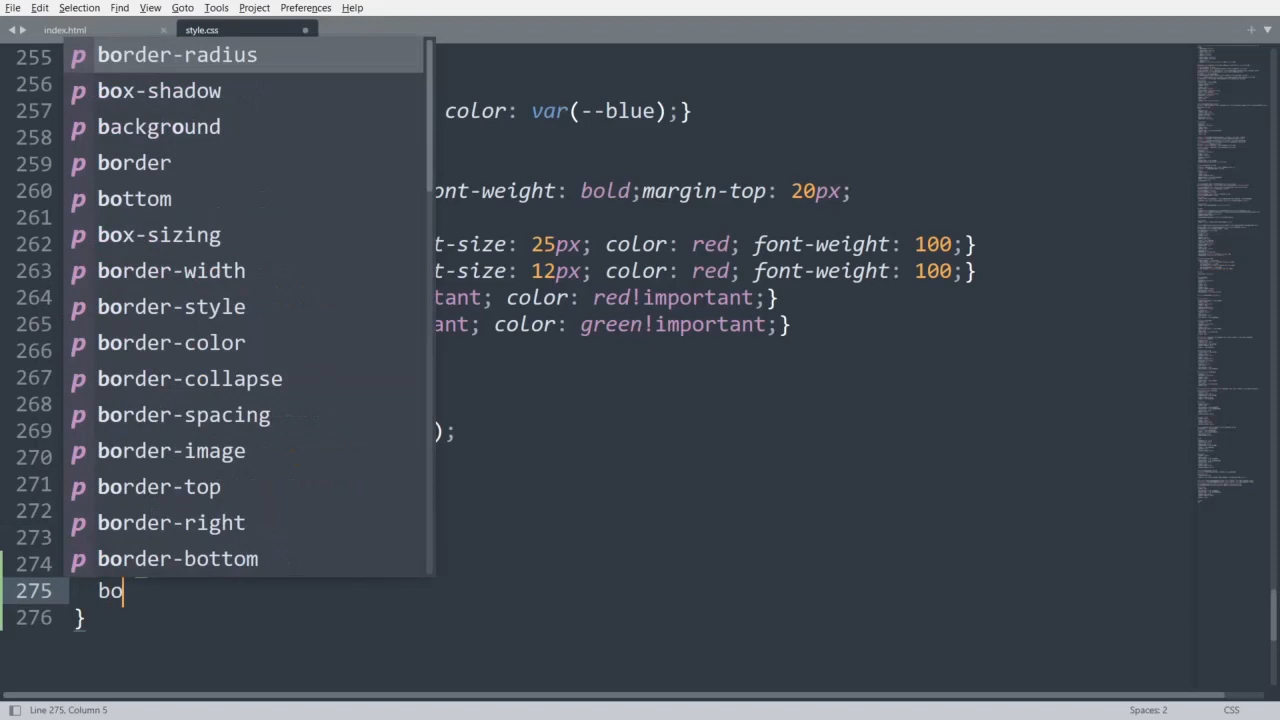 File Edit Selection Find View Goto Tools Project Preferences Help
index.html style.css
255
256
257 color: var(--blue);}
258
259
260 ont-weight: bold;margin-top: 20px;
261
262 t-size: 25px; color: red; font-weight: 100;}
263 t-size: 12px; color: red; font-weight: 100;}
264 tant; color: red!important;}
265 ant; color: green!important;}
266
267
268
269 );
270
271
272
273
274
275 bo
276 }
p border-radius
p box-shadow
p background
p border
p bottom
p box-sizing
p border-width
p border-style
p border-color
p border-collapse
p border-spacing
p border-image
p border-top
p border-right
p border-bottom
Line 275, Column 5 Spaces: 2 CSS